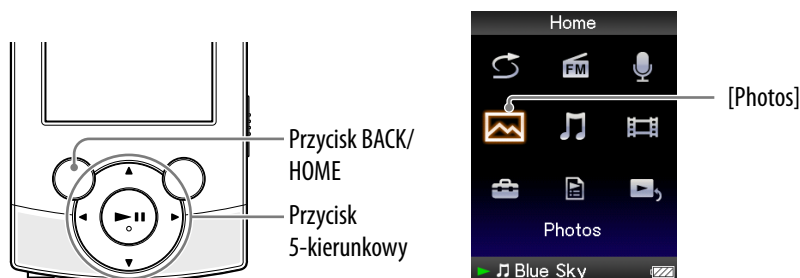 Przycisk BACK/
HOME
Przycisk
5-kierunkowy
Home
FM
[Photos]
Photos
Blue Sky